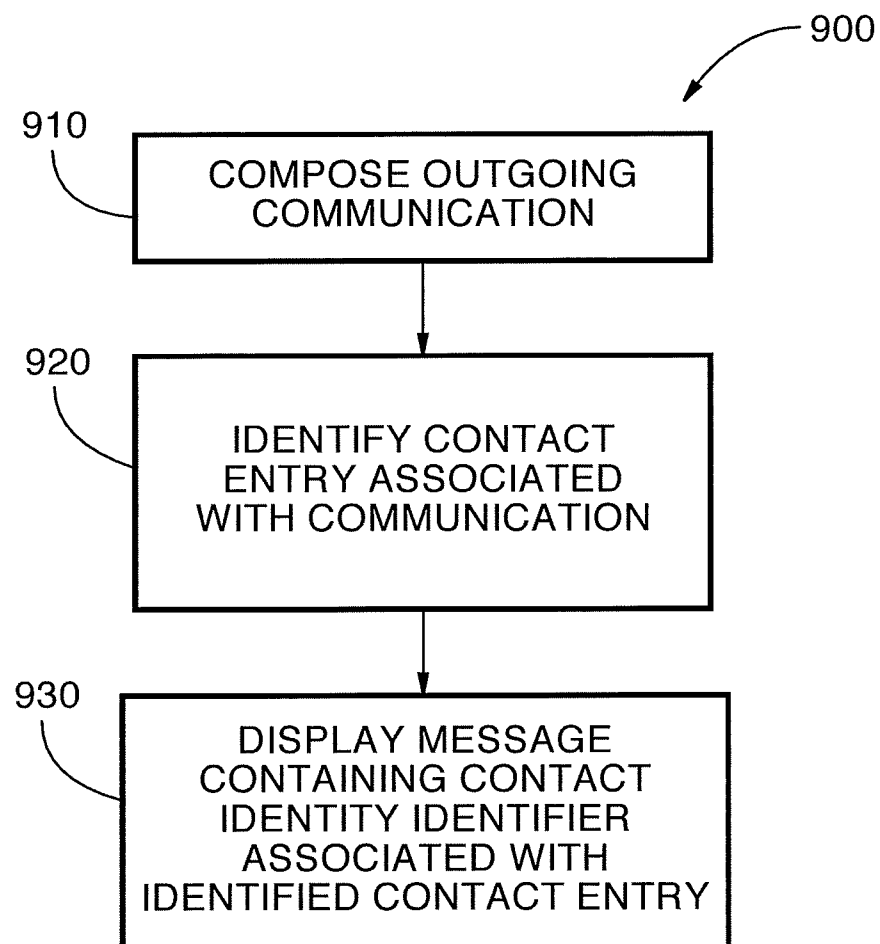 900
910
COMPOSE OUTGOING
COMMUNICATION
920
IDENTIFY CONTACT
ENTRY ASSOCIATED
WITH COMMUNICATION
930
DISPLAY MESSAGE
CONTAINING CONTACT
IDENTITY IDENTIFIER
ASSOCIATED WITH
IDENTIFIED CONTACT ENTRY